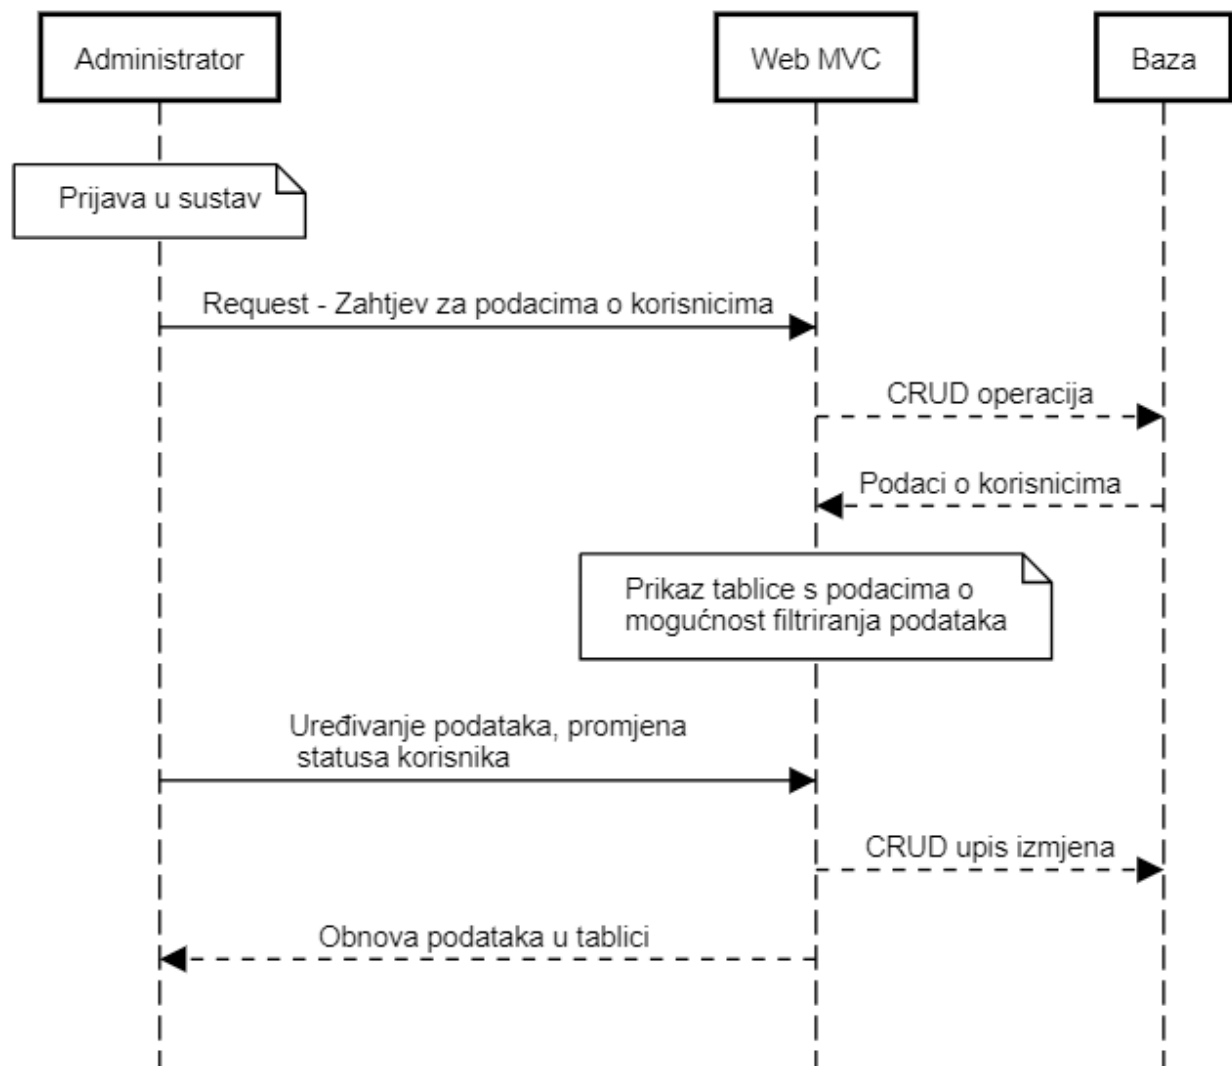 Administrator
Web MVC
Baza
Prijava u sustav
Request - Zahtjev za podacima o korisnicima
CRUD operacija
Podaci o korisnicima
Prikaz tablice s podacima o
mogućnost filtriranja podataka
Uređivanje podataka, promjena
statusa korisnika
CRUD upis izmjena
Obnova podataka u tablici